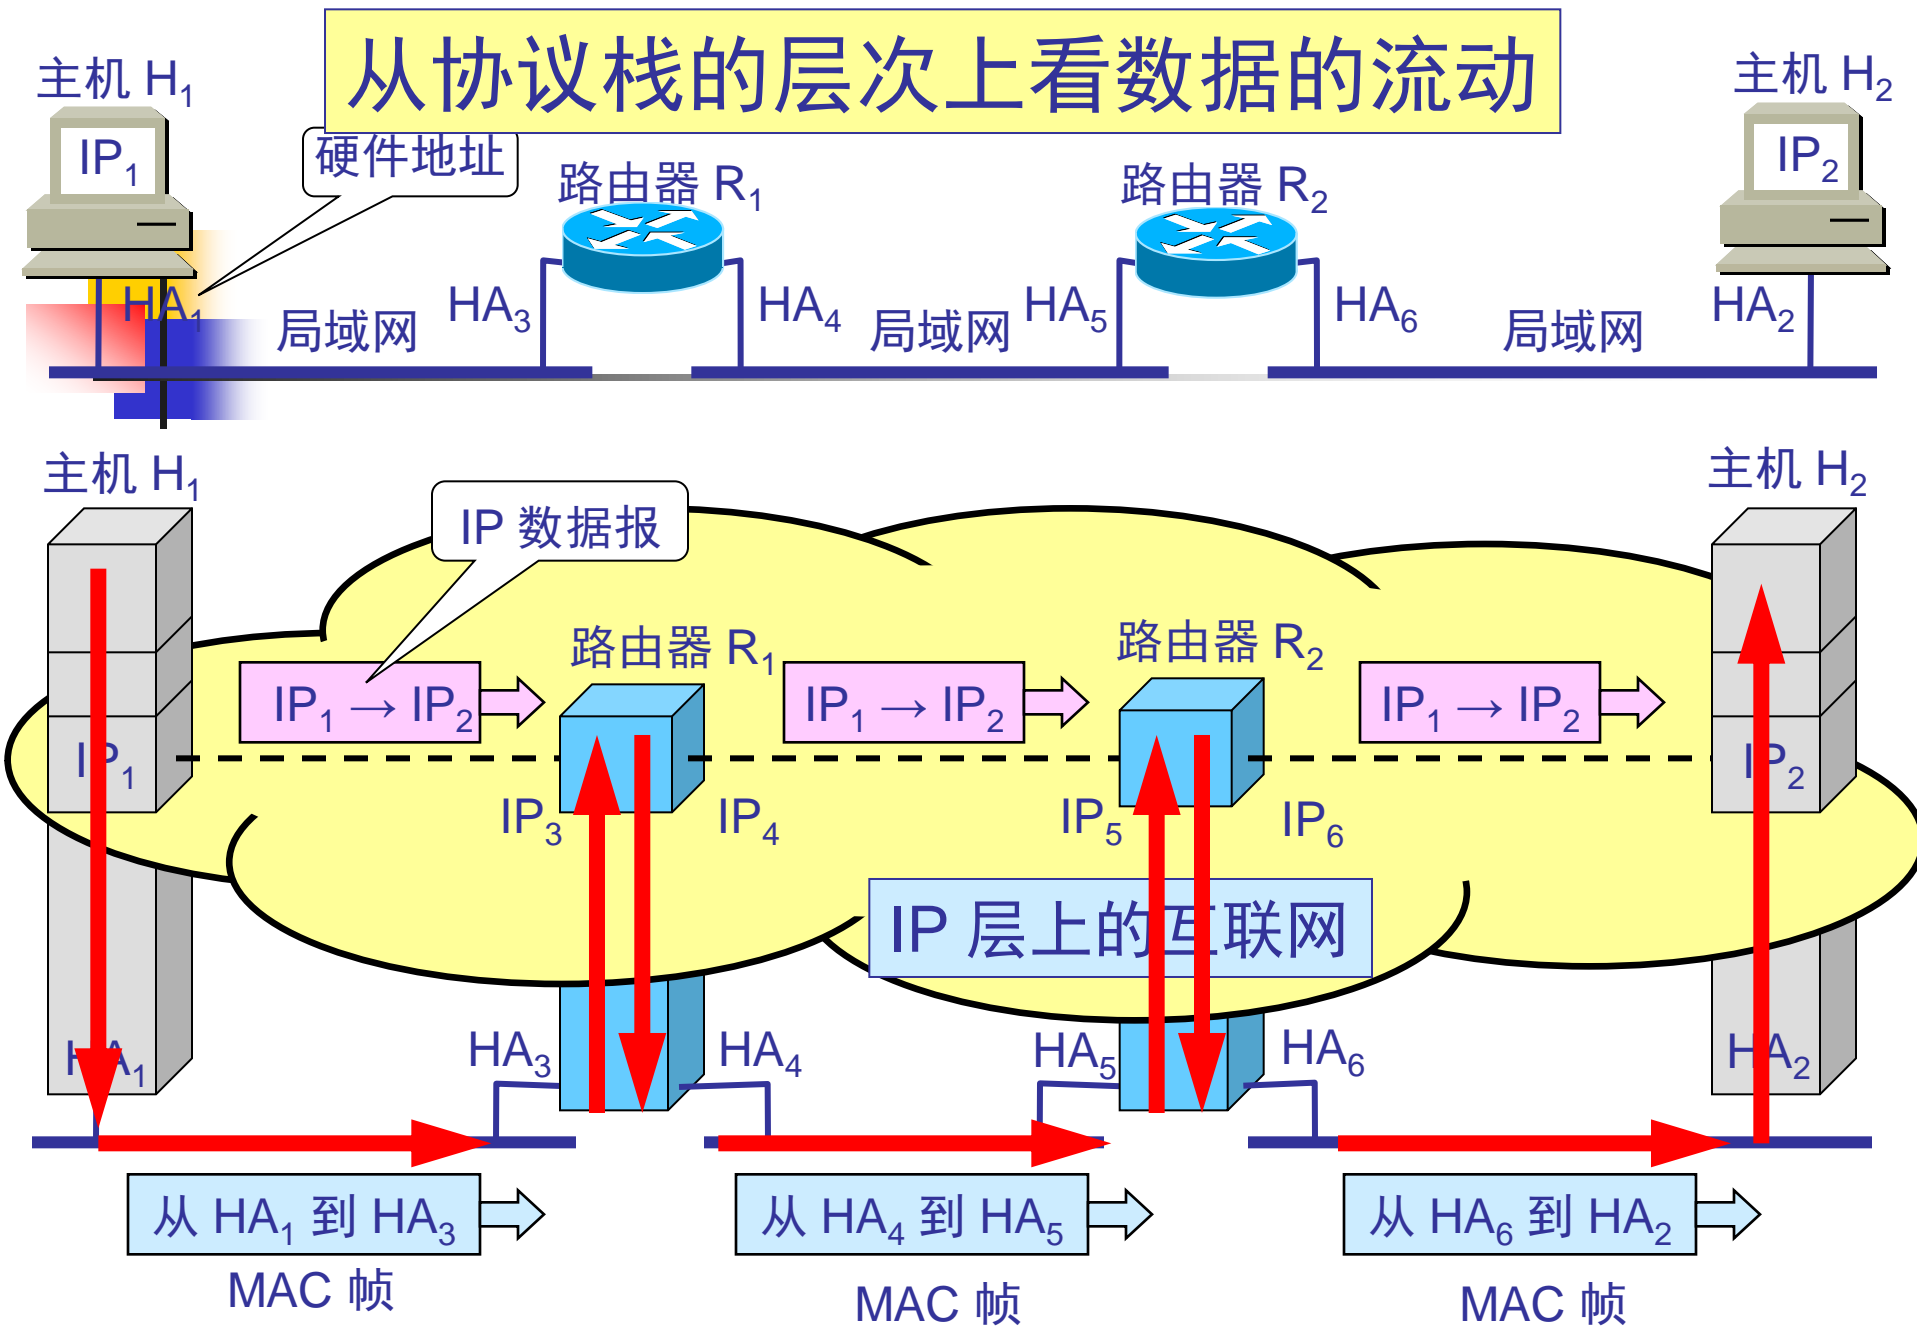 从协议栈的层次上看数据的流动
主机 H1
主机 H2
IP1
硬件地址
路由器 R1
路由器 R2
IP2
HA1
局域网
HA3
HA4
局域网
HA5
HA6
局域网
HA2
主机 H1
主机 H2
IP 数据报
路由器 R1
路由器 R2
IP1 → IP2
IP1 → IP2
IP1 → IP2
IP1
IP2
IP3
IP4
IP5
IP6
IP 层上的互联网
HA1
HA3
HA4
HA5
HA6
HA2
从 HA1 到 HA3
从 HA4 到 HA5
从 HA6 到 HA2
MAC 帧
MAC 帧
MAC 帧